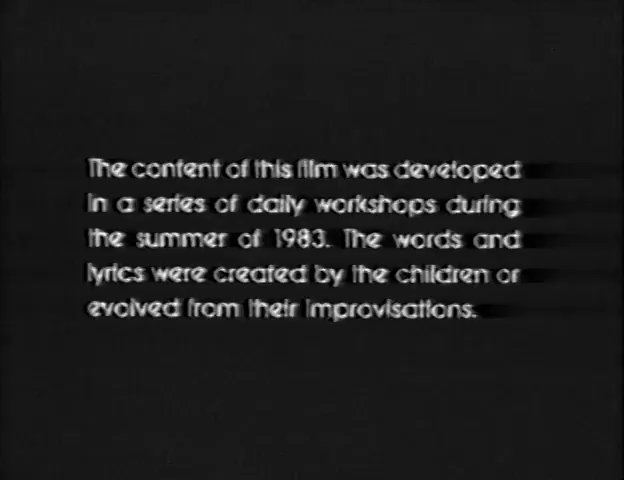 The content of this film was developed
in a series of daily workshops during
the summer of 1983. The words and
lyrics were created by the children or
evolved from their improvisations.